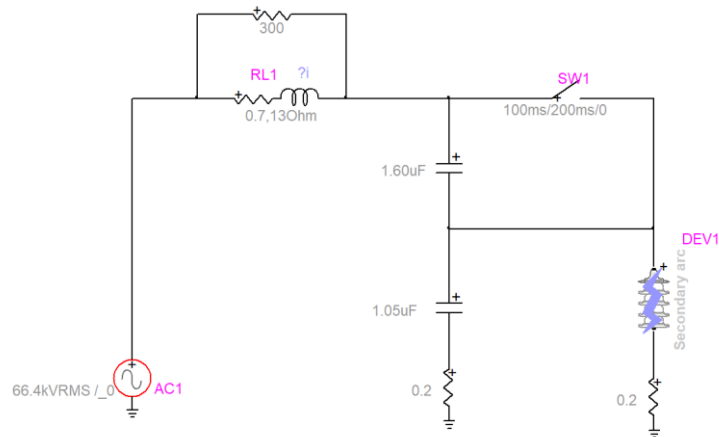 300
RL1
?i
0.7,13Ohm
SW1
100ms/200ms/0
1.60uF
DEV1
Secondary arc
1.05uF
66.4kVRMS /_0
AC1
0.2
0.2